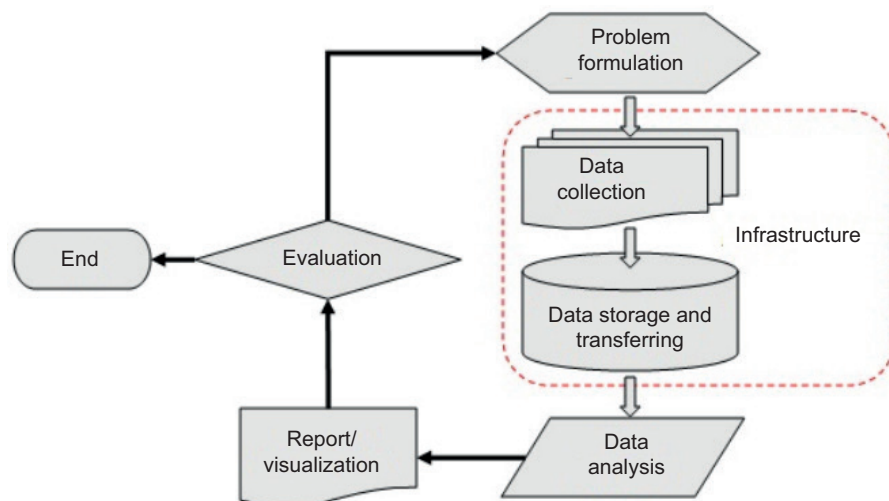 Problem
formulation
Data
collection
Infrastructure
End
Evaluation
Data storage and
transferring
Report/
visualization
Data
analysis